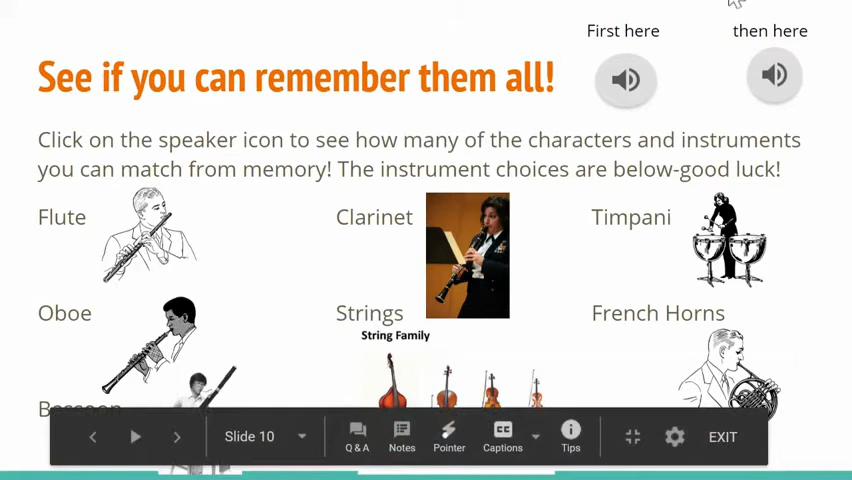 First here
then here
See if you can remember them all!
Click on the speaker icon to see how many of the characters and instruments
you can match from memory! The instrument choices are below-good luck!
Flute
Clarinet
Timpani
Oboe
Strings
French Horns
String Family
Bassoon
Slide 10
Q & A
Notes
Pointer
Captions
Tips
EXIT